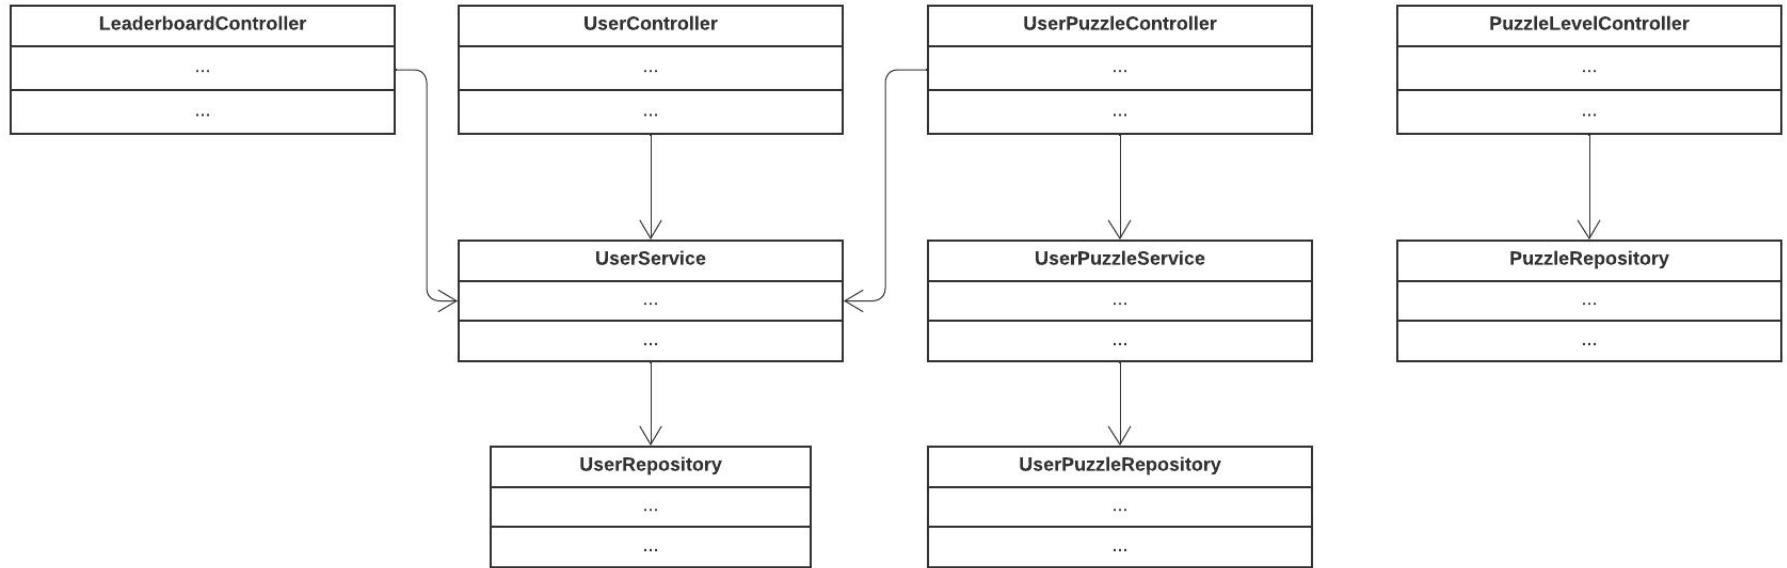 LeaderboardController
...
...
UserController
...
...
UserPuzzleController
...
...
PuzzleLevelController
...
...
UserService
...
...
UserPuzzleService
...
...
PuzzleRepository
...
...
UserRepository
...
...
UserPuzzleRepository
...
...